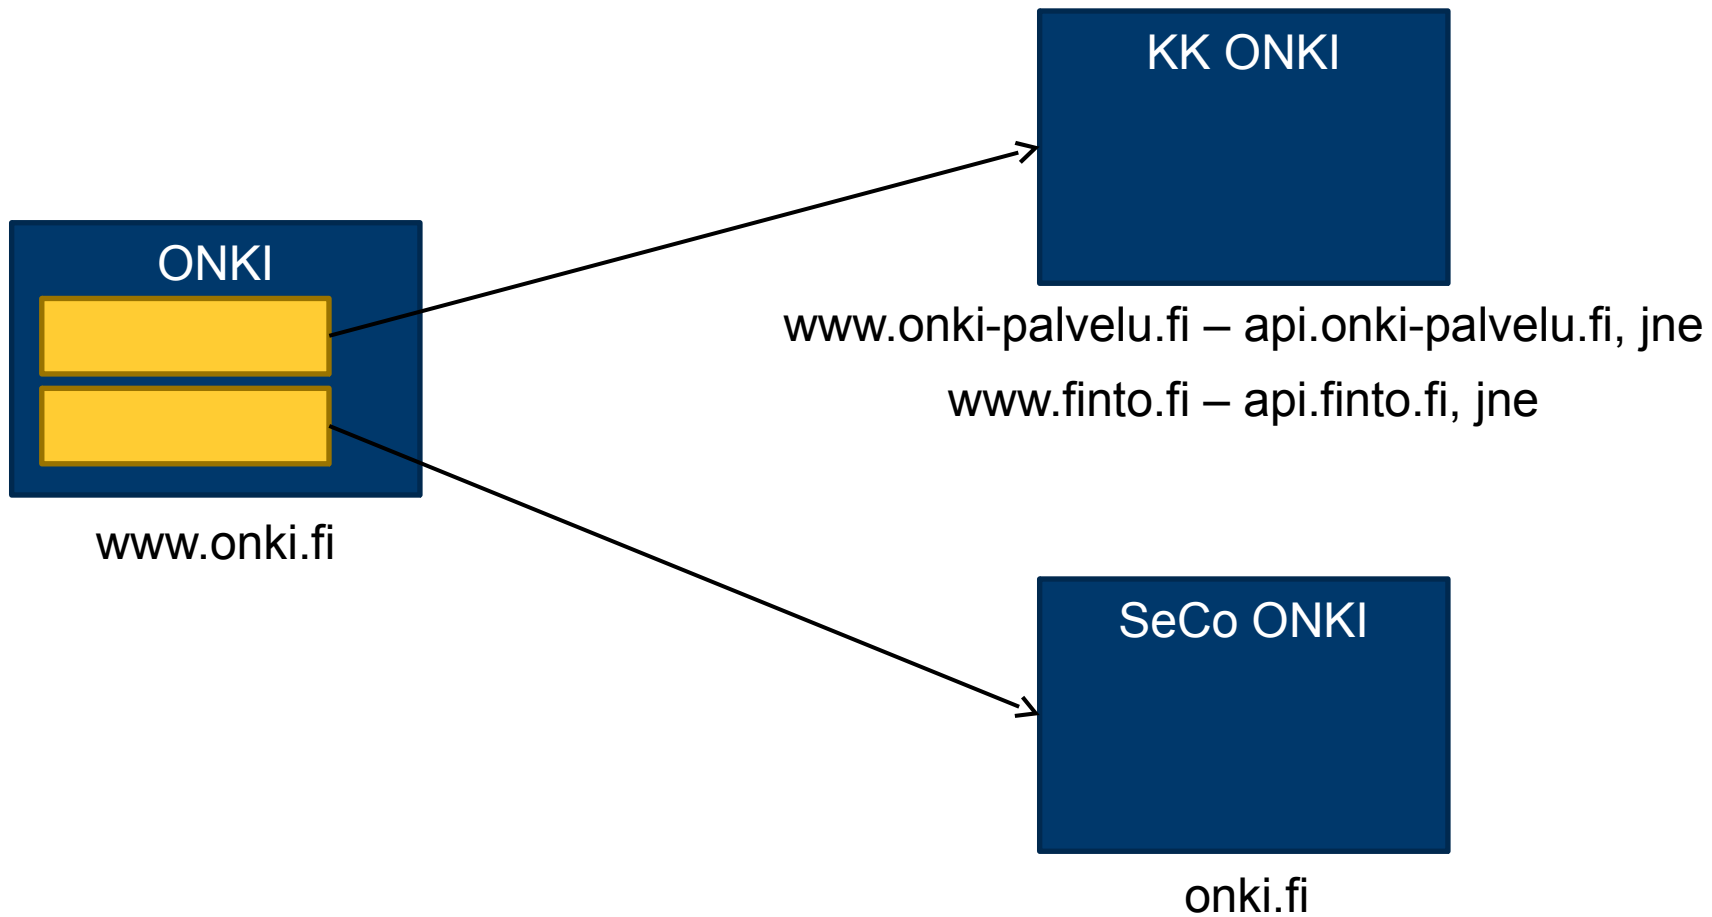 KK ONKI
ONKI
www.onki-palvelu.fi – api.onki-palvelu.fi, jne
www.finto.fi – api.finto.fi, jne
www.onki.fi
SeCo ONKI
onki.fi